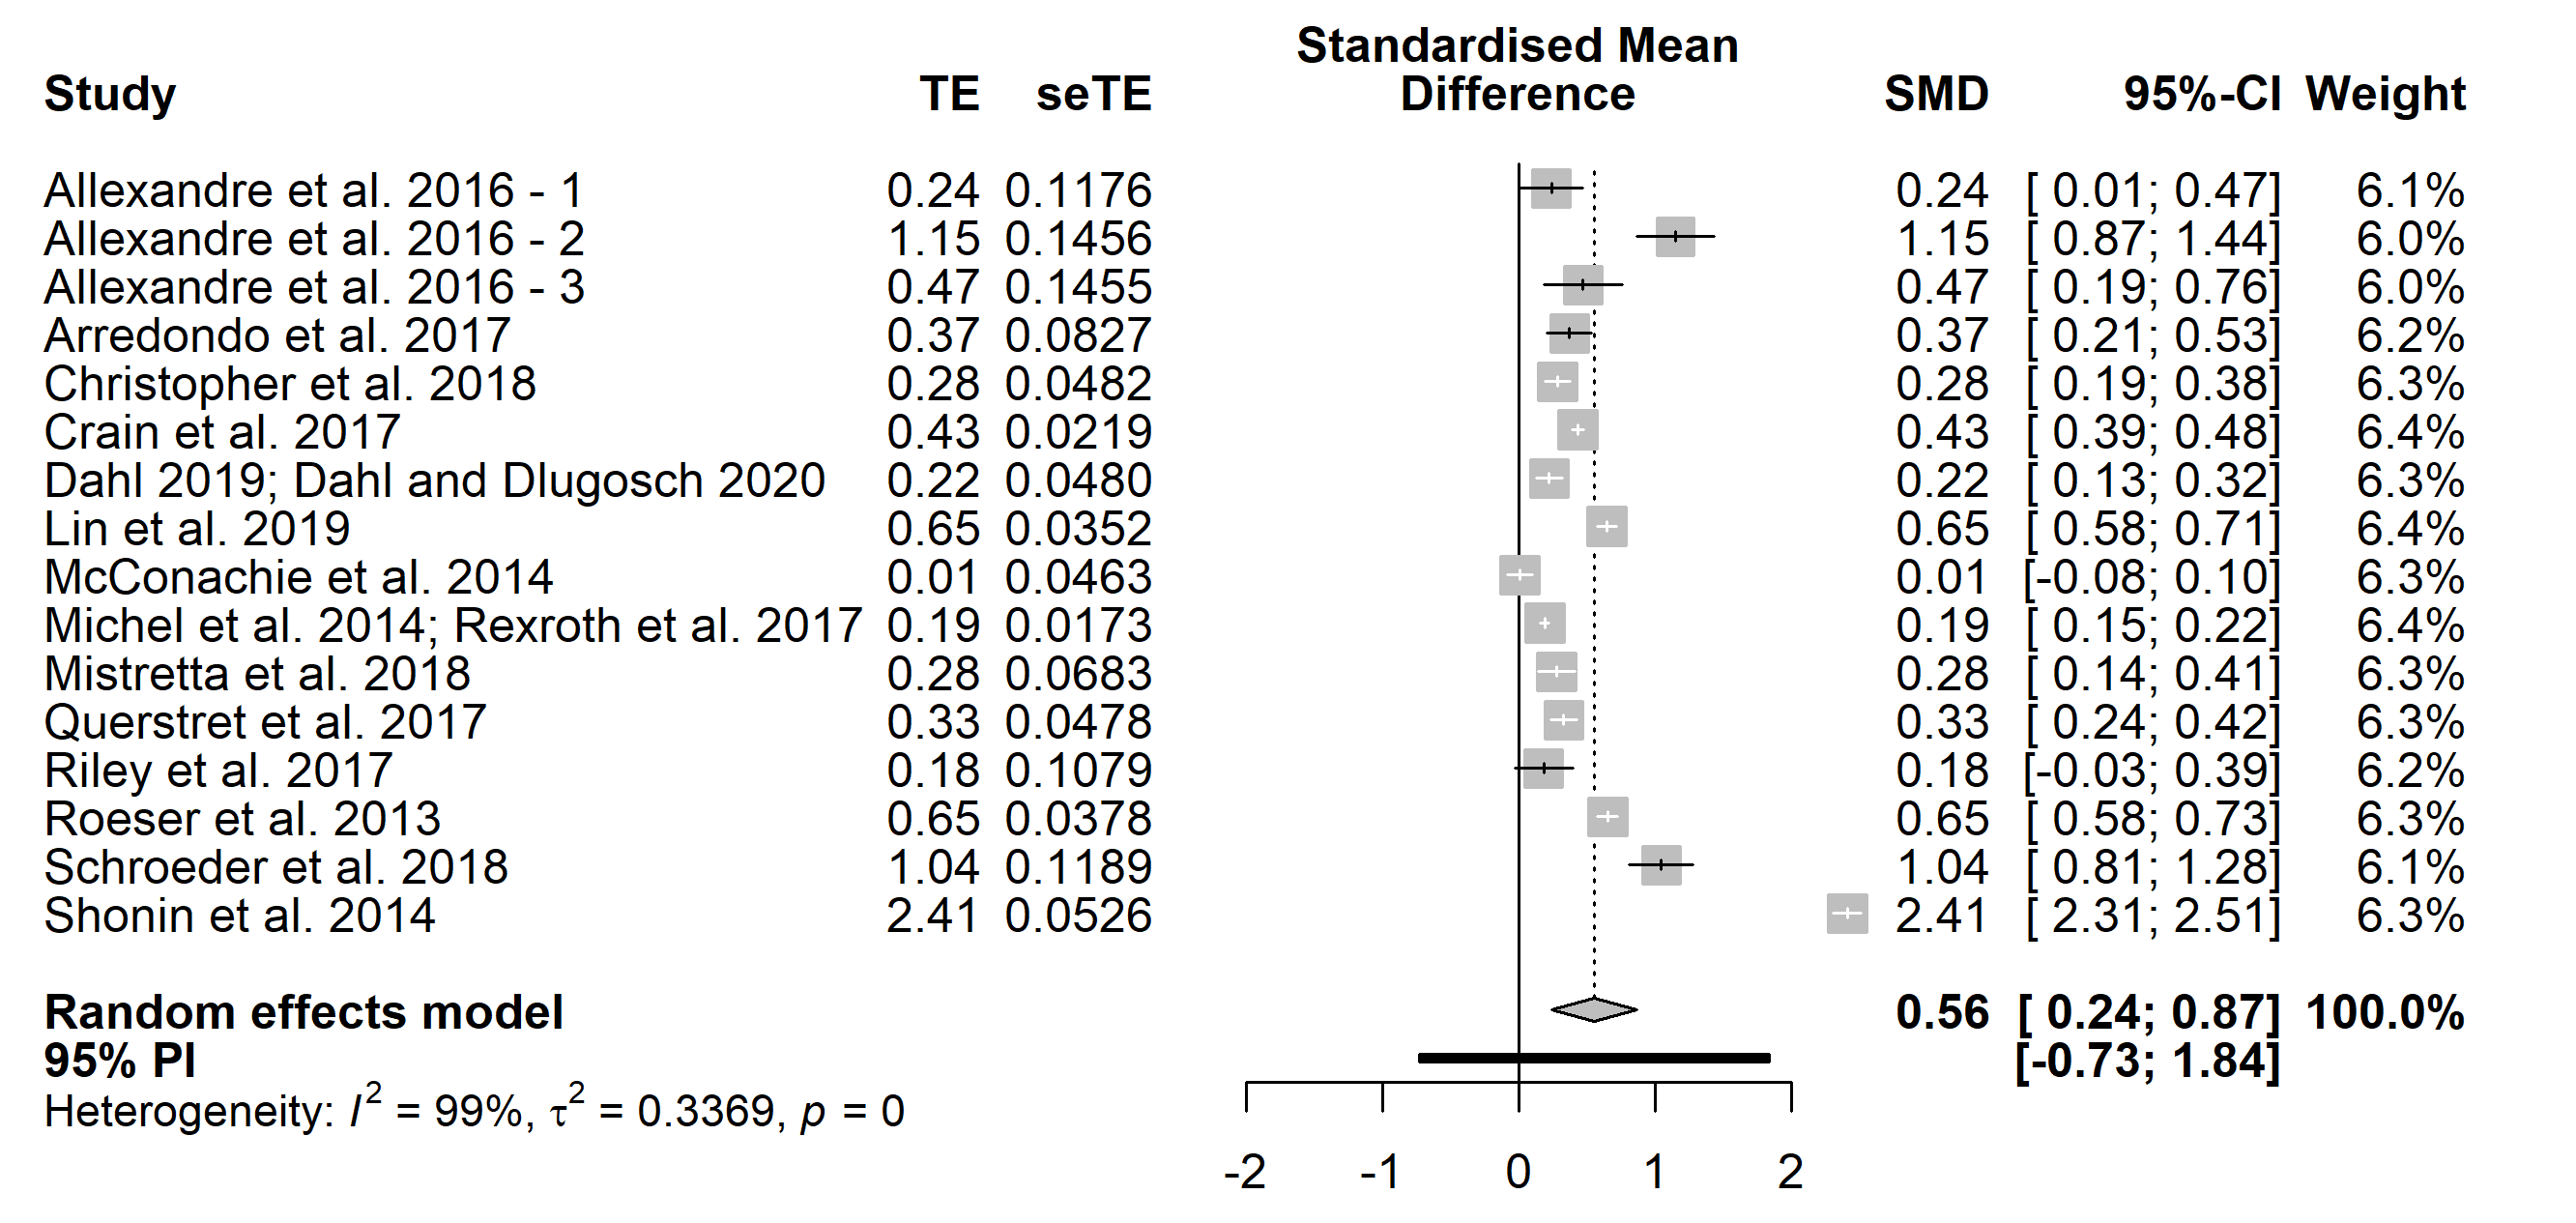 Standardised Mean
Study TE seTE Difference SMD 95%-CI Weight
Allexandre et al. 2016 - 1 0.24 0.1176 0.24 [ 0.01; 0.47] 6.1%
Allexandre et al. 2016 - 2 1.15 0.1456 1.15 [ 0.87; 1.44] 6.0%
Allexandre et al. 2016 - 3 0.47 0.1455 0.47 [ 0.19; 0.76] 6.0%
Arredondo et al. 2017 0.37 0.0827 0.37 [ 0.21; 0.53] 6.2%
Christopher et al. 2018 0.28 0.0482 0.28 [ 0.19; 0.38] 6.3%
Crain et al. 2017 0.43 0.0219 0.43 [ 0.39; 0.48] 6.4%
Dahl 2019; Dahl and Dlugosch 2020 0.22 0.0480 0.22 [ 0.13; 0.32] 6.3%
Lin et al. 2019 0.65 0.0352 0.65 [ 0.58; 0.71] 6.4%
McConachie et al. 2014 0.01 0.0463 0.01 [-0.08; 0.10] 6.3%
Michel et al. 2014; Rexroth et al. 2017 0.19 0.0173 0.19 [ 0.15; 0.22] 6.4%
Mistretta et al. 2018 0.28 0.0683 0.28 [ 0.14; 0.41] 6.3%
Querstret et al. 2017 0.33 0.0478 0.33 [ 0.24; 0.42] 6.3%
Riley et al. 2017 0.18 0.1079 0.18 [-0.03; 0.39] 6.2%
Roeser et al. 2013 0.65 0.0378 0.65 [ 0.58; 0.73] 6.3%
Schroeder et al. 2018 1.04 0.1189 1.04 [ 0.81; 1.28] 6.1%
Shonin et al. 2014 2.41 0.0526 2.41 [ 2.31; 2.51] 6.3%
Random effects model 0.56 [ 0.24; 0.87] 100.0%
95% PI [-0.73; 1.84]
Heterogeneity: I² = 99%, τ² = 0.3369, p = 0
-2 -1 0 1 2